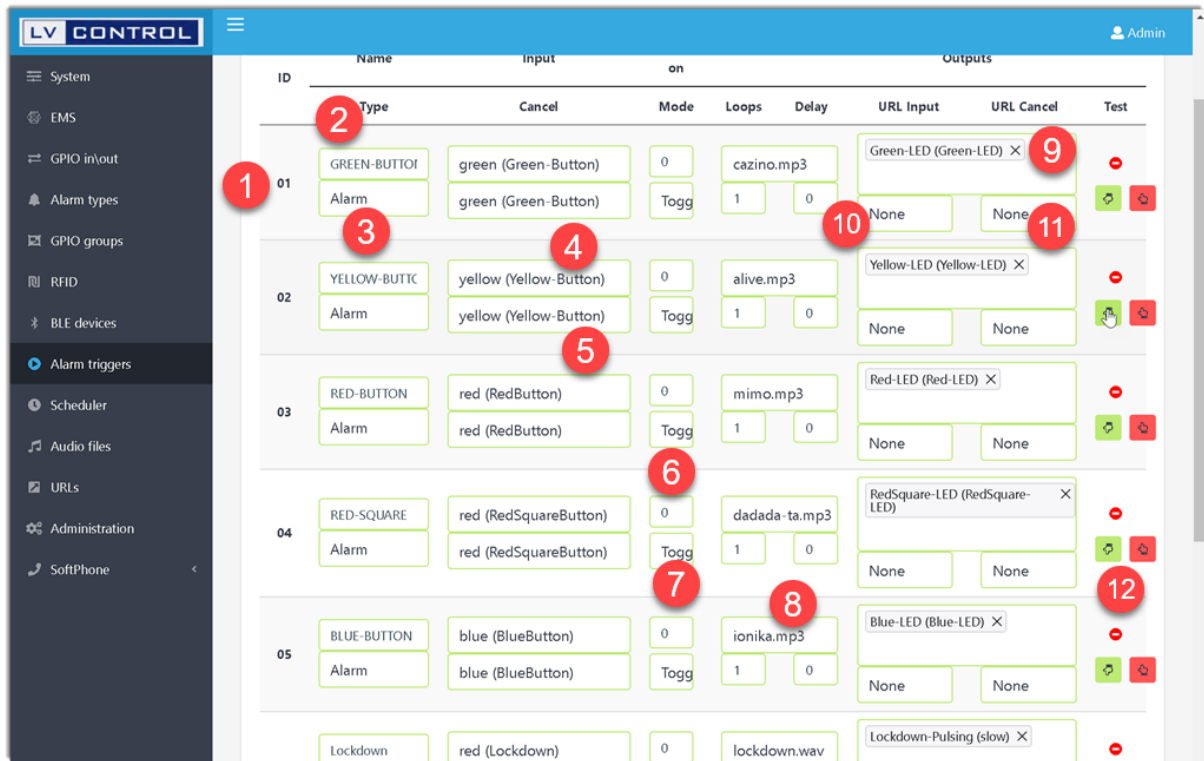 LV CONTROL
Admin
System
EMS
GPIO in\out
Alarm types
GPIO groups
RFID
BLE devices
Alarm triggers
Scheduler
Audio files
URLs
Administration
SoftPhone
ID Name Input on Outputs
Type Cancel Mode Loops Delay URL Input URL Cancel Test
2
1
9
01
GREEN-BUTTO
green (Green-Button)
0
cazino.mp3
Green-LED (Green-LED) ×
Alarm
green (Green-Button)
Togg
1
0
None
None
3
4
10
11
02
YELLOW-BUTTO
yellow (Yellow-Button)
0
alive.mp3
Yellow-LED (Yellow-LED) ×
Alarm
yellow (Yellow-Button)
Togg
1
0
None
None
5
03
RED-BUTTON
red (RedButton)
0
mimo.mp3
Red-LED (Red-LED) ×
Alarm
red (RedButton)
Togg
1
0
None
None
6
04
RED-SQUARE
red (RedSquareButton)
0
dadada-ta.mp3
RedSquare-LED (RedSquare-
LED) ×
Alarm
red (RedSquareButton)
Togg
1
0
None
None
7
8
12
05
BLUE-BUTTON
blue (BlueButton)
0
ionika.mp3
Blue-LED (Blue-LED) ×
Alarm
blue (BlueButton)
Togg
1
0
None
None
Lockdown
red (Lockdown)
0
lockdown.wav
Lockdown-Pulsing (slow) ×